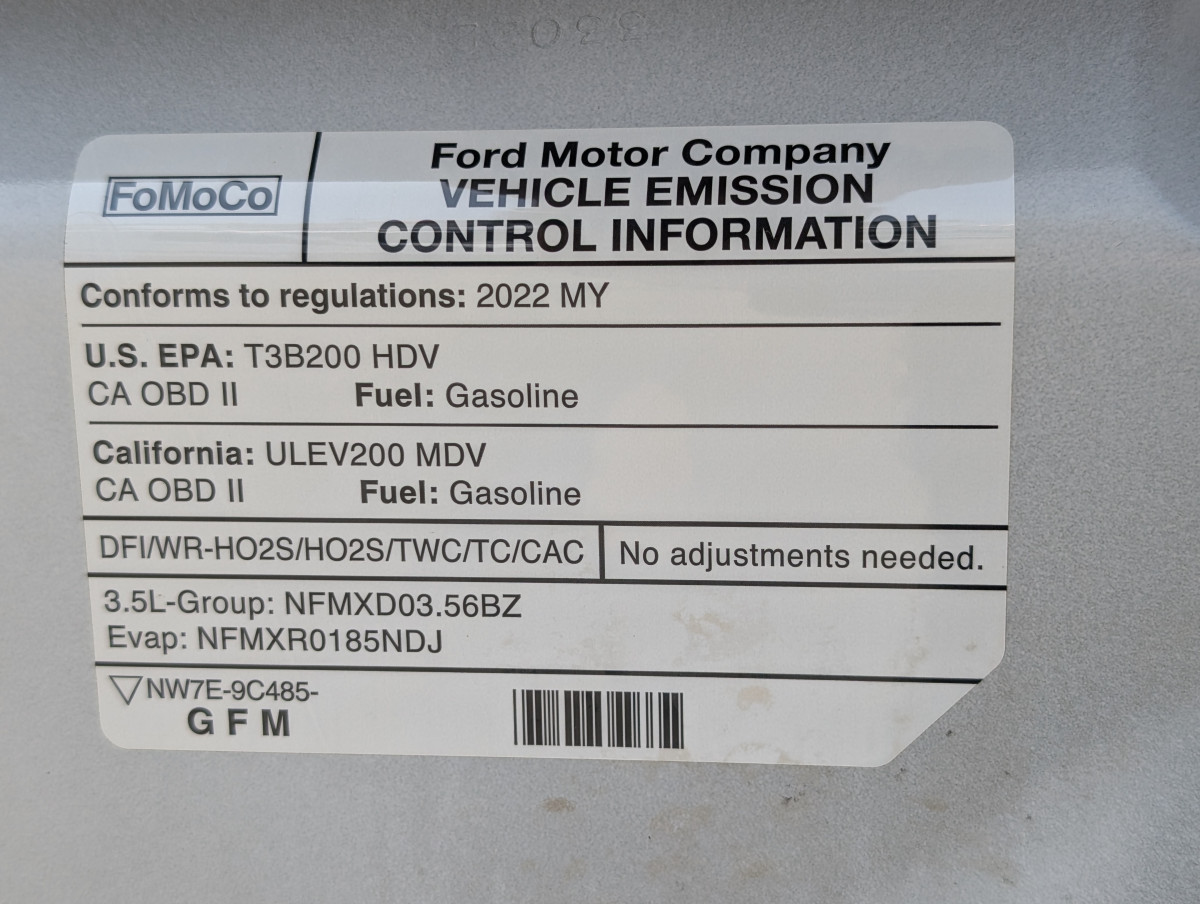 FoMoCo
Ford Motor Company
VEHICLE EMISSION
CONTROL INFORMATION
Conforms to regulations: 2022 MY
U.S. EPA: T3B200 HDV
CA OBD II Fuel: Gasoline
California: ULEV200 MDV
CA OBD II Fuel: Gasoline
DFI/WR-HO2S/HO2S/TWC/TC/CAC No adjustments needed.
3.5L-Group: NFMXD03.56BZ
Evap: NFMXR0185NDJ
NW7E-9C485-
G F M